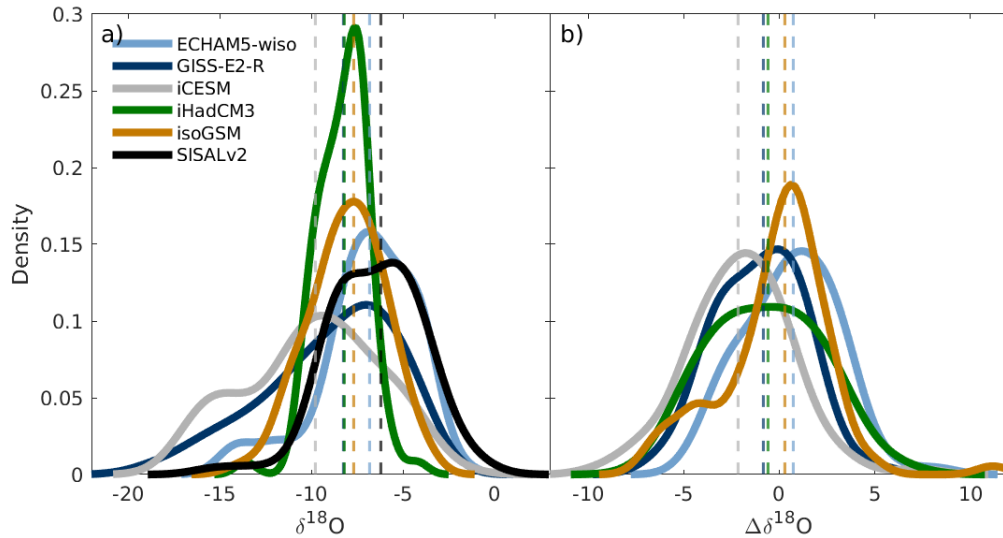 a)
ECHAM5-wiso
GISS-E2-R
iCESM
iHadCM3
isoGSM
SISALv2
b)
Density
0.3
0.25
0.2
0.15
0.1
0.05
0
-20
-15
-10
-5
0
δ¹⁸O
-10
-5
0
5
10
Δδ¹⁸O